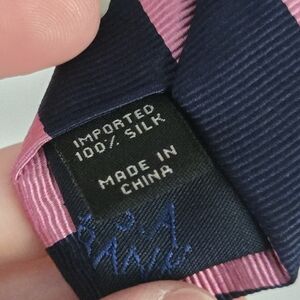 IMPORTED
100% SILK
MADE IN
CHINA